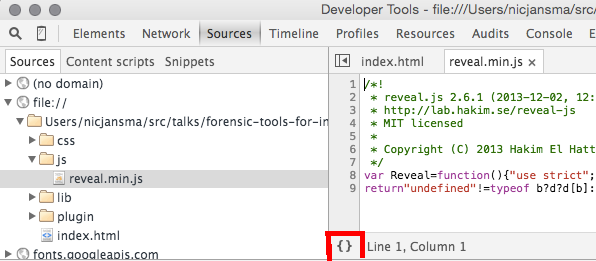 Developer Tools - file:///Users/nicjansma/src/
Elements Network Sources Timeline Profiles Resources Audits Console
Sources Content scripts Snippets
(no domain)
file://
Users/nicjansma/src/talks/forensic-tools-for-in
css
js
reveal.min.js
lib
plugin
index.html
fonts.googleapis.com
index.html reveal.min.js ×
1 /*!
2 * reveal.js 2.6.1 (2013-12-02, 12:
3 * http://lab.hakim.se/reveal-js
4 * MIT licensed
5 *
6 * Copyright (C) 2013 Hakim El Hatt
7 */
8 var Reveal=function(){"use strict";
9 return"undefined"!=typeof b?d?d[b]:
{} Line 1, Column 1